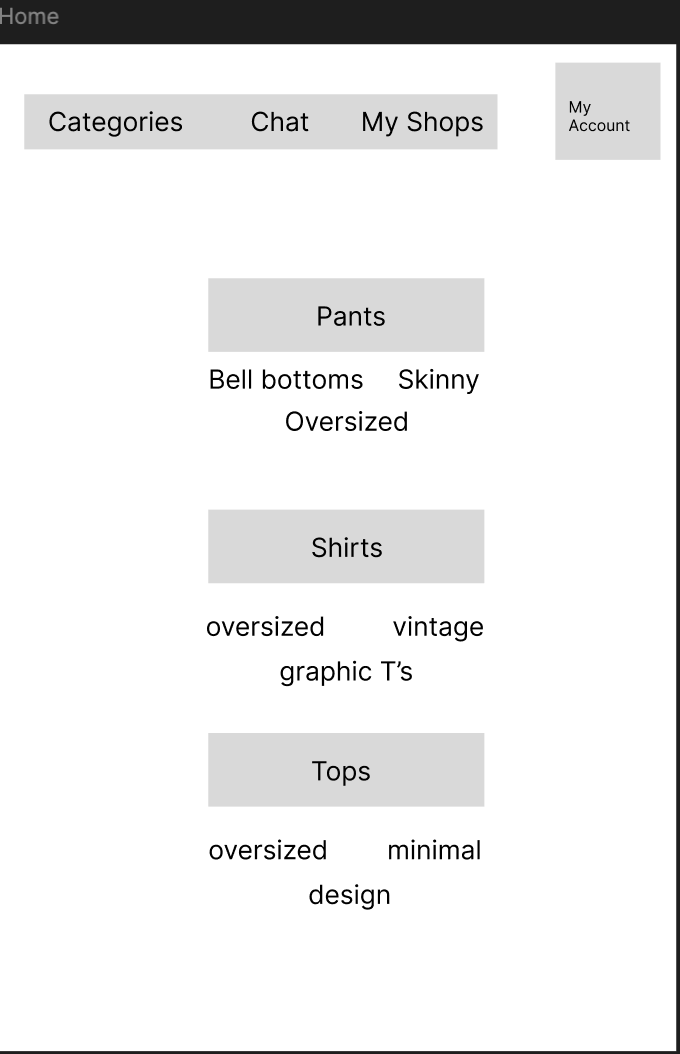 Home
Categories Chat My Shops
My
Account
Pants
Bell bottoms Skinny
Oversized
Shirts
oversized vintage
graphic T’s
Tops
oversized minimal
design